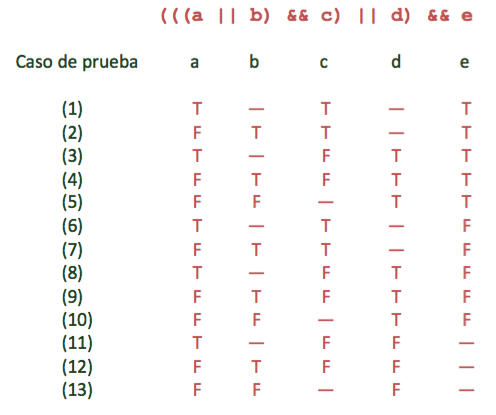 (((a || b) && c) || d) && e
Caso de prueba a b c d e
(1) T — T — T
(2) F T T — T
(3) T — F T T
(4) F T F T T
(5) F F — T T
(6) T — T — F
(7) F T T — F
(8) T — F T F
(9) F T F T F
(10) F F — T F
(11) T — F F —
(12) F T F F —
(13) F F — F —